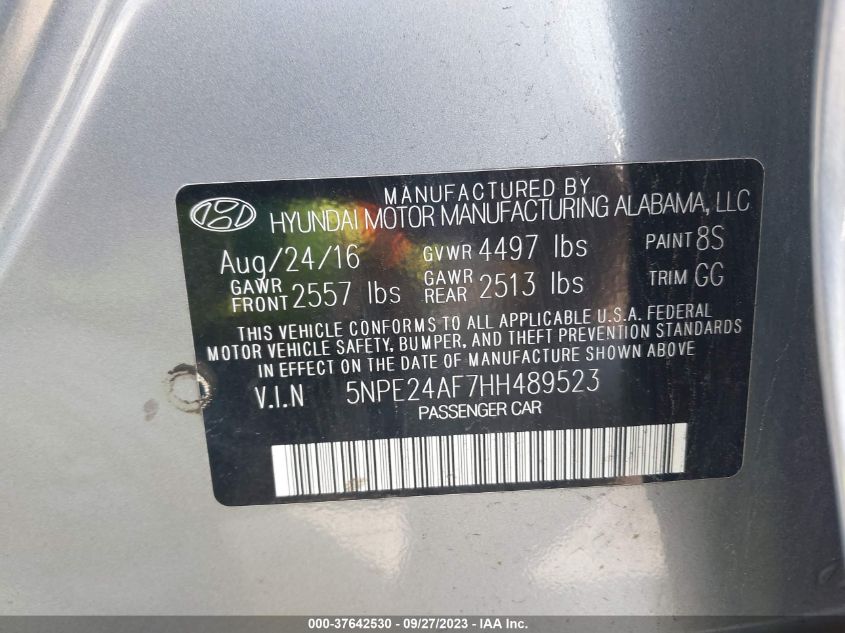 MANUFACTURED BY
HYUNDAI MOTOR MANUFACTURING ALABAMA, LLC
Aug/24/16 GVWR 4497 lbs PAINT 8S
GAWR FRONT 2557 lbs GAWR REAR 2513 lbs TRIM GG
THIS VEHICLE CONFORMS TO ALL APPLICABLE U.S.A. FEDERAL
MOTOR VEHICLE SAFETY, BUMPER, AND THEFT PREVENTION STANDARDS
IN EFFECT ON THE DATE OF MANUFACTURE SHOWN ABOVE
V.I.N 5NPE24AF7HH489523
PASSENGER CAR
000-37642530 - 09/27/2023 - IAAI.com